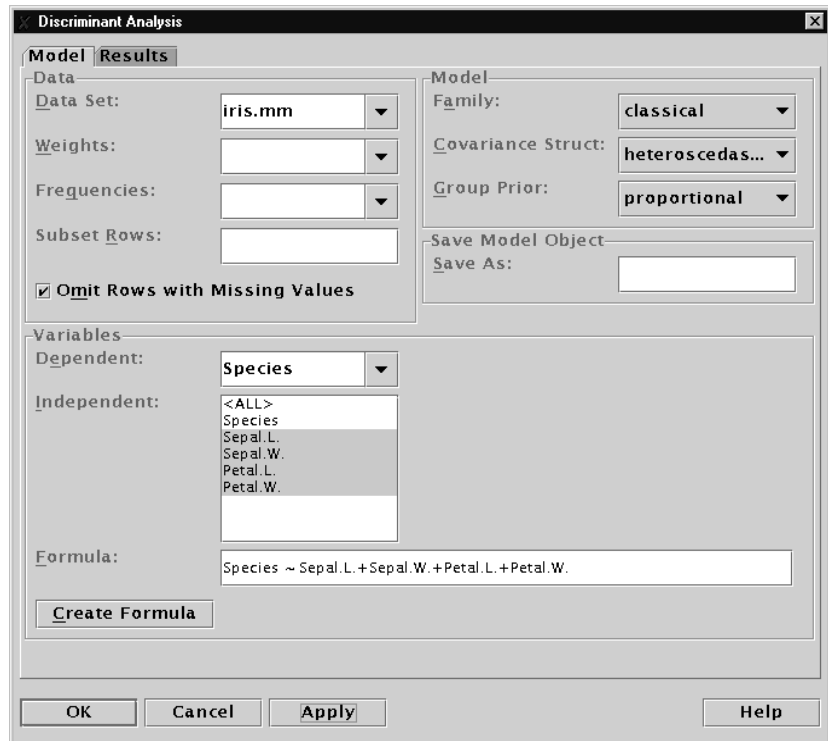 Discriminant Analysis
Model Results
Data
Data Set: iris.mm
Weights:
Frequencies:
Subset Rows:
Omit Rows with Missing Values
Model
Family: classical
Covariance Struct: heteroscedas...
Group Prior: proportional
Save Model Object
Save As:
Variables
Dependent: Species
Independent: <ALL>
Species
Sepal.L.
Sepal.W.
Petal.L.
Petal.W.
Formula: Species ~ Sepal.L.+Sepal.W.+Petal.L.+Petal.W.
Create Formula
OK Cancel Apply Help